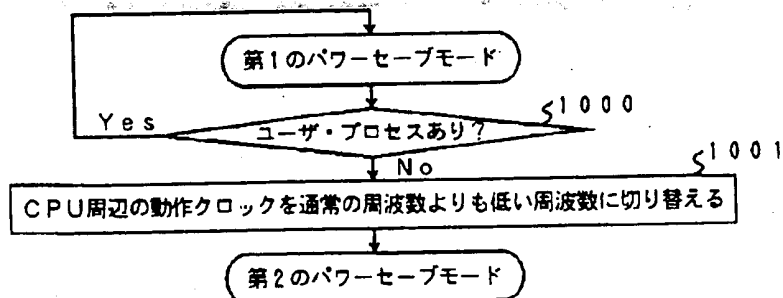 第1のパワーセーブモード
1000
Yes
ユーザ・プロセスあり?
No
1001
CPU周辺の動作クロックを通常の周波数よりも低い周波数に切り替える
第2のパワーセーブモード